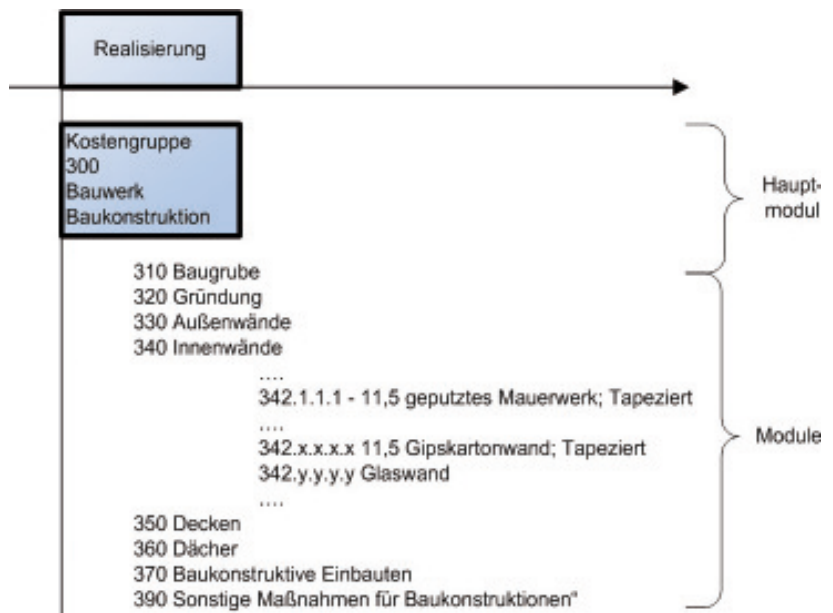 Realisierung
Kostengruppe
300
Bauwerk
Baukonstruktion
Haupt-
modul
310 Baugrube
320 Gründung
330 Außenwände
340 Innenwände
....
342.1.1.1 - 11,5 geputztes Mauerwerk; Tapeziert
....
342.x.x.x.x 11,5 Gipskartonwand; Tapeziert
342.y.y.y.y Glaswand
....
Module
350 Decken
360 Dächer
370 Baukonstruktive Einbauten
390 Sonstige Maßnahmen für Baukonstruktionen“